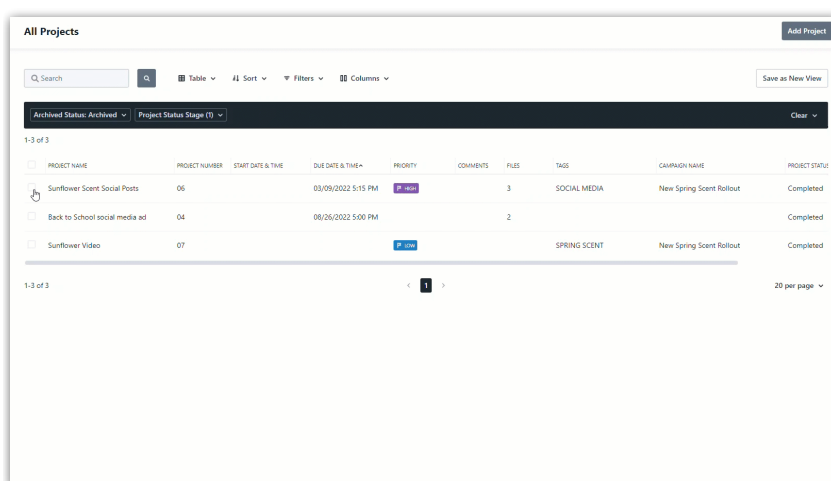 All Projects
Add Project
Search
Table
Sort
Filters
Columns
Save as New View
Archived Status: Archived
Project Status Stage (1)
Clear
1-3 of 3
PROJECT NAME PROJECT NUMBER START DATE & TIME DUE DATE & TIME PRIORITY COMMENTS FILES TAGS CAMPAIGN NAME PROJECT STATUS
Sunflower Scent Social Posts 06 03/09/2022 5:15 PM HIGH 3 SOCIAL MEDIA New Spring Scent Rollout Completed
Back to School social media ad 04 08/26/2022 5:00 PM 2 Completed
Sunflower Video 07 LOW SPRING SCENT New Spring Scent Rollout Completed
1-3 of 3
1
20 per page